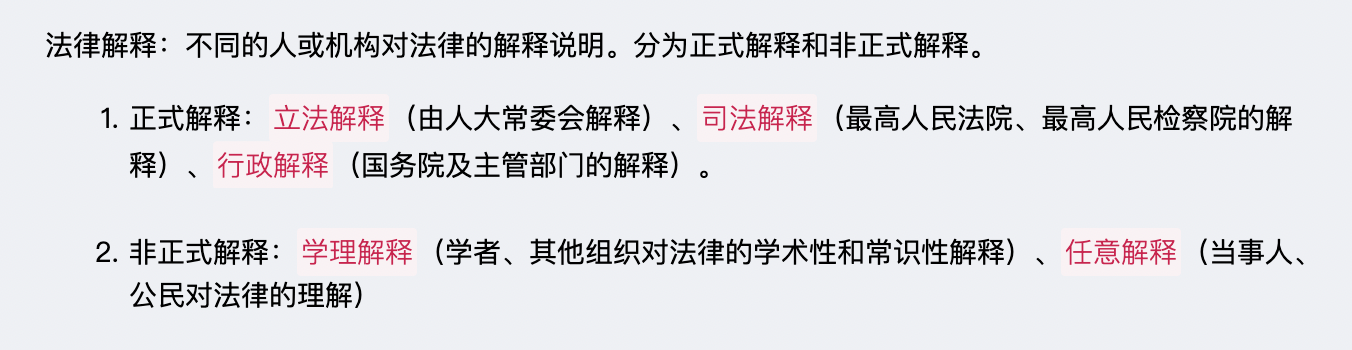 法律解释：不同的人或机构对法律的解释说明。分为正式解释和非正式解释。
1. 正式解释：立法解释（由人大常委会解释）、司法解释（最高人民法院、最高人民检察院的解
释）、行政解释（国务院及主管部门的解释）。
2. 非正式解释：学理解释（学者、其他组织对法律的学术性和常识性解释）、任意解释（当事人、
公民对法律的理解）